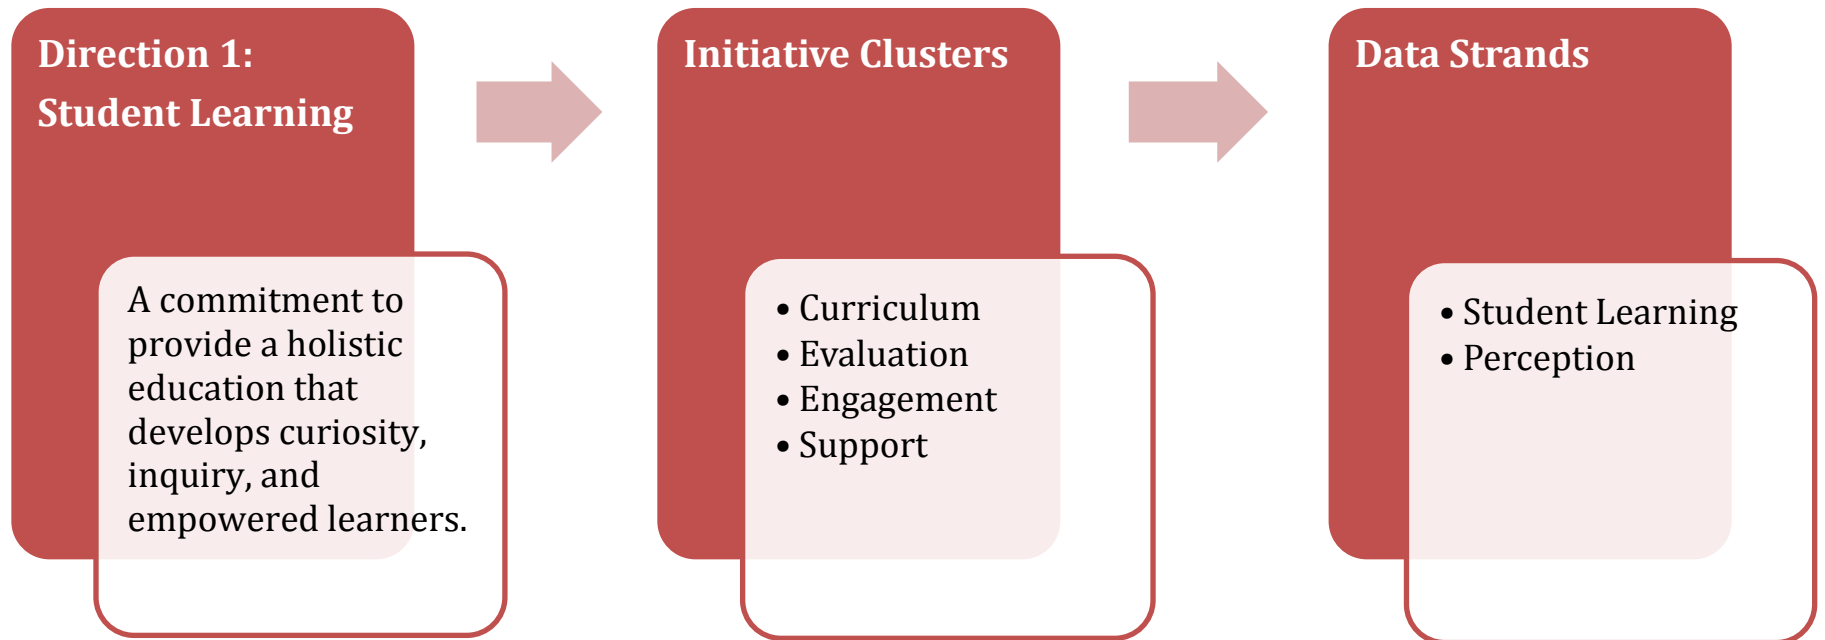 Direction 1:
Student Learning
A commitment to
provide a holistic
education that
develops curiosity,
inquiry, and
empowered learners.
Initiative Clusters
• Curriculum
• Evaluation
• Engagement
• Support
Data Strands
• Student Learning
• Perception